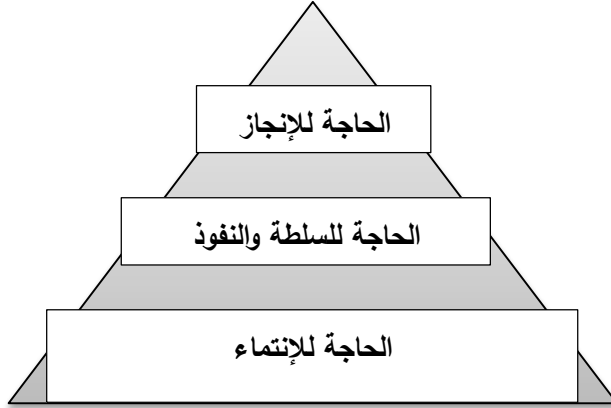 الحاجة للإنجاز
الحاجة للسلطة والنفوذ
الحاجة للإنتماء